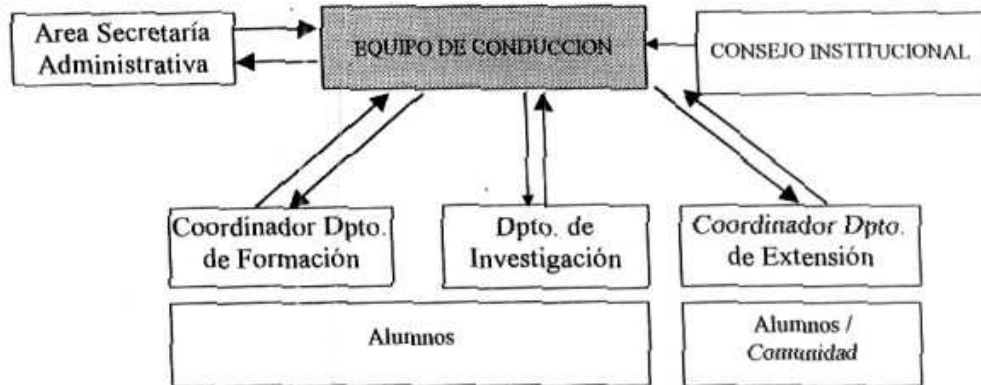 Area Secretaría
Administrativa
EQUIPO DE CONDUCCION
CONSEJO INSTITUCIONAL
Coordinador Dpto.
de Formación
Dpto. de
Investigación
Coordinador Dpto.
de Extensión
Alumnos
Alumnos /
Comunidad